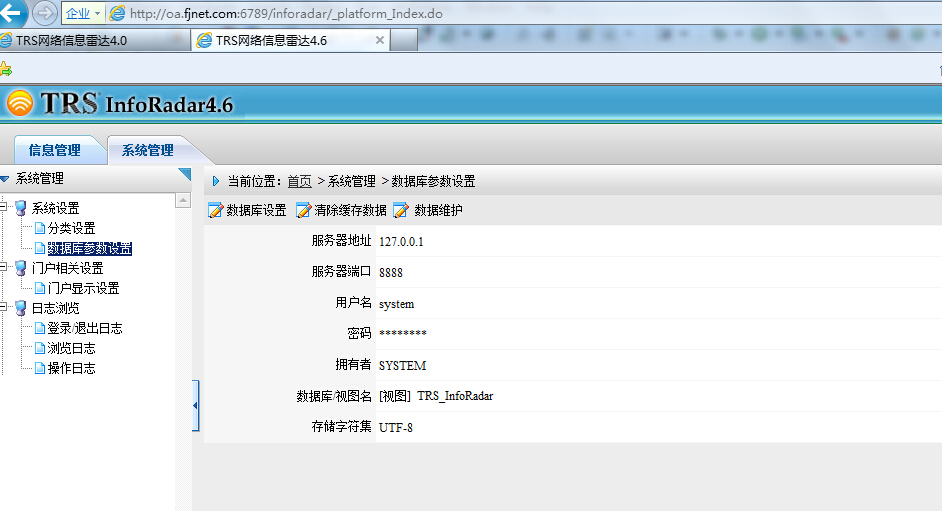 企业
http://oa.fjnet.com:6789/inforadar/_platform_Index.do
TRS网络信息雷达4.0
TRS网络信息雷达4.6
TRS InfoRadar4.6
信息管理
系统管理
系统管理
当前位置：首页 >系统管理 >数据库参数设置
系统设置
数据库设置 清除缓存数据 数据维护
分类设置
服务器地址 127.0.0.1
数据库参数设置
门户相关设置
服务器端口 8888
门户显示设置
用户名 system
日志浏览
登录/退出日志
密码 ********
浏览日志
拥有者 SYSTEM
操作日志
数据库/视图名 [视图] TRS_InfoRadar
存储字符集 UTF-8